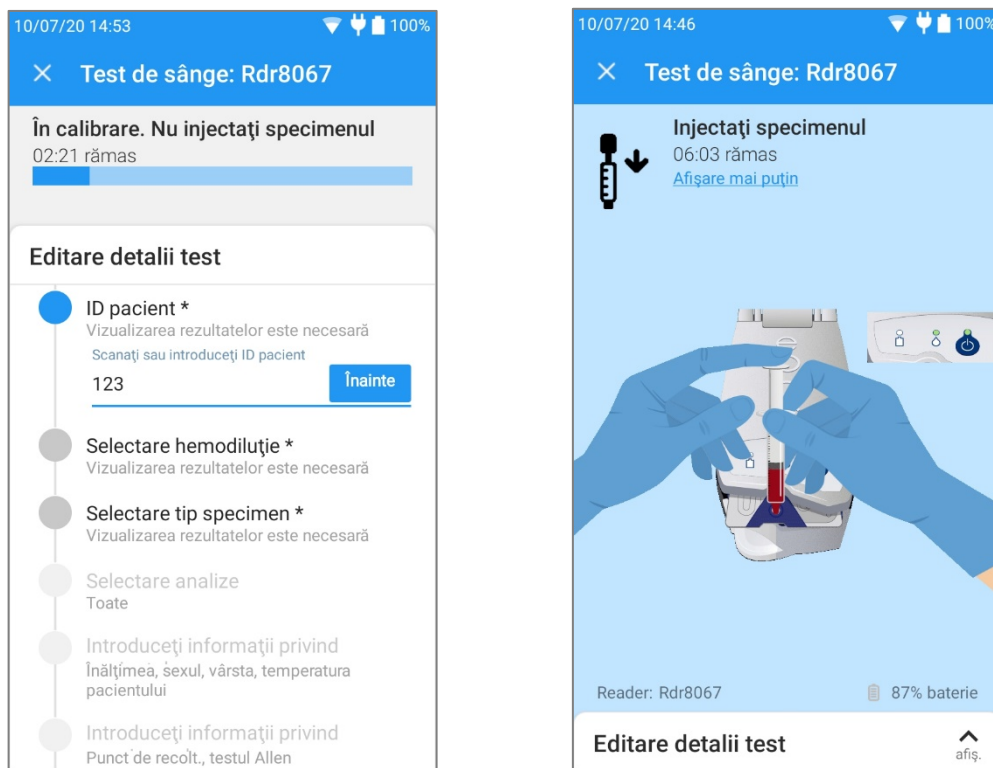 10/07/20 14:53
100%
× Test de sânge: Rdr8067
În calibrare. Nu injectaţi specimenul
02:21 rămas
Editare detalii test
ID pacient *
Vizualizarea rezultatelor este necesară
Scanaţi sau introduceţi ID pacient
123
Înainte
Selectare hemodiluţie *
Vizualizarea rezultatelor este necesară
Selectare tip specimen *
Vizualizarea rezultatelor este necesară
Selectare analize
Toate
Introduceţi informaţii privind
Înălţimea, sexul, vârsta, temperatura
pacientului
Introduceţi informaţii privind
Punct de recolt., testul Allen
10/07/20 14:46
100%
× Test de sânge: Rdr8067
Injectaţi specimenul
06:03 rămas
Afişare mai puţin
Reader: Rdr8067
87% baterie
Editare detalii test
afiş.